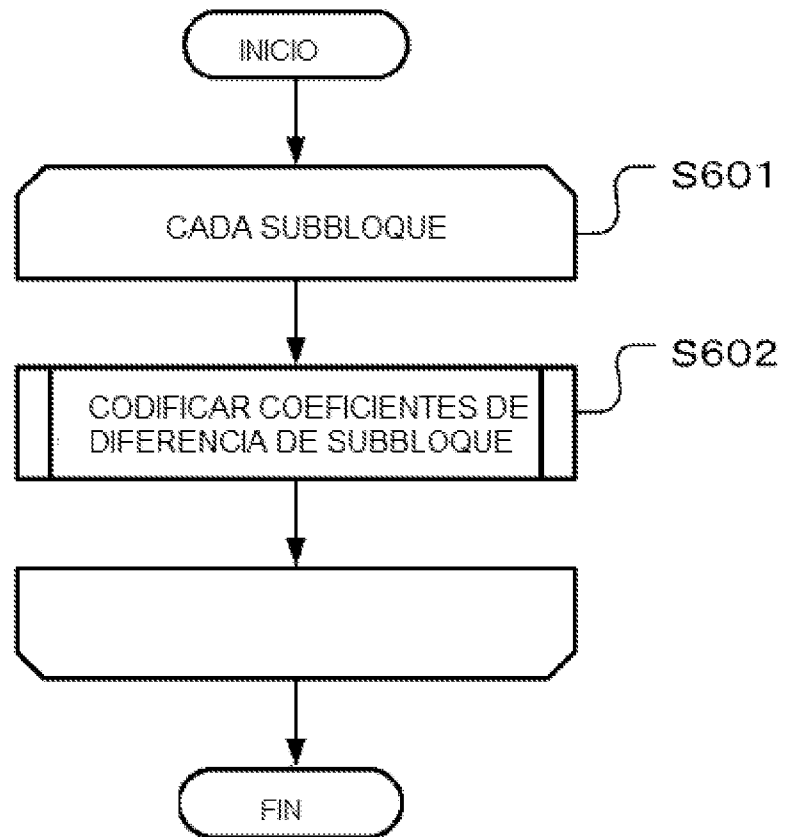 INICIO
CADA SUBBLOQUE
S601
CODIFICAR COEFICIENTES DE
DIFERENCIA DE SUBBLOQUE
S602
FIN